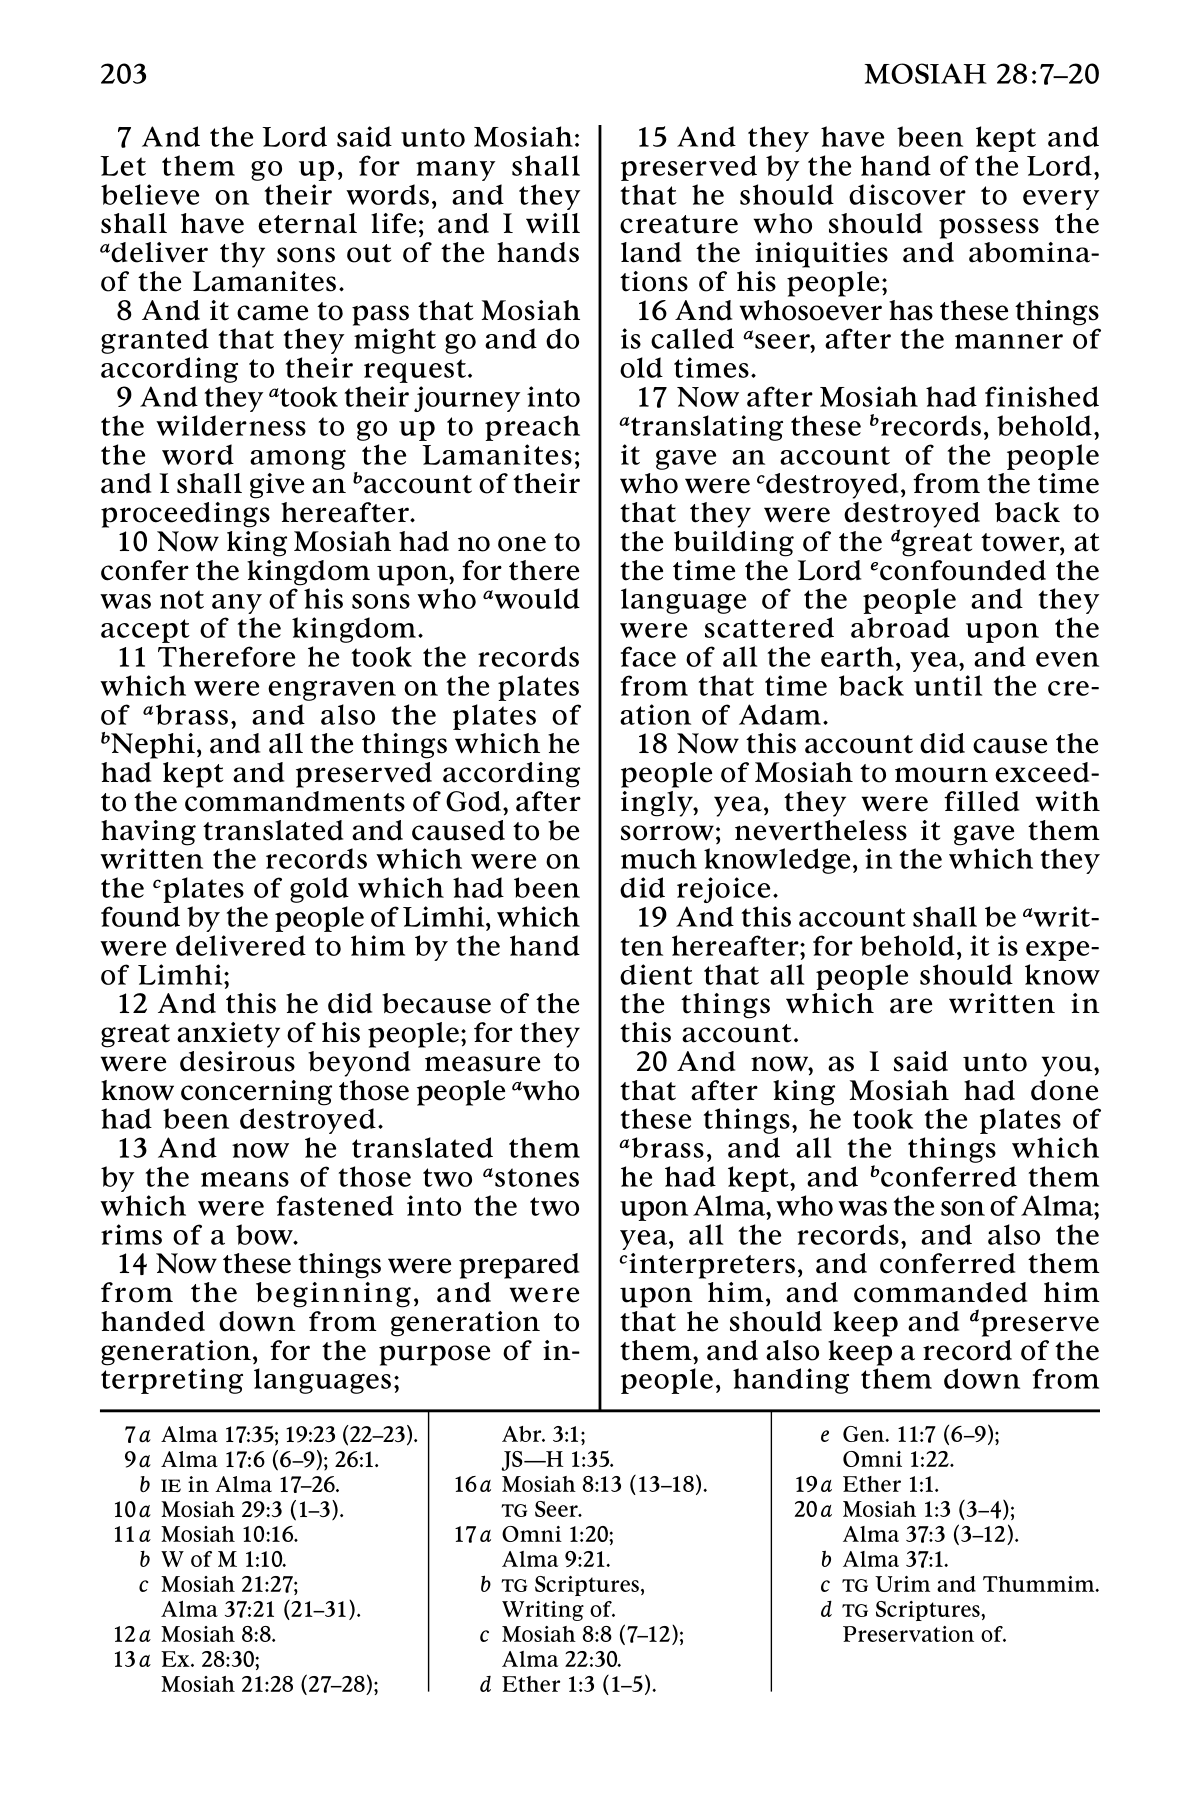 203
MOSIAH 28:7–20
7 And the Lord said unto Mosiah:
Let them go up, for many shall
believe on their words, and they
shall have eternal life; and I will
adeliver thy sons out of the hands
of the Lamanites.
8 And it came to pass that Mosiah
granted that they might go and do
according to their request.
9 And they atook their journey into
the wilderness to go up to preach
the word among the Lamanites;
and I shall give an baccount of their
proceedings hereafter.
10 Now king Mosiah had no one to
confer the kingdom upon, for there
was not any of his sons who awould
accept of the kingdom.
11 Therefore he took the records
which were engraven on the plates
of abrass, and also the plates of
bNephi, and all the things which he
had kept and preserved according
to the commandments of God, after
having translated and caused to be
written the records which were on
the cplates of gold which had been
found by the people of Limhi, which
were delivered to him by the hand
of Limhi;
12 And this he did because of the
great anxiety of his people; for they
were desirous beyond measure to
know concerning those people awho
had been destroyed.
13 And now he translated them
by the means of those two astones
which were fastened into the two
rims of a bow.
14 Now these things were prepared
from the beginning, and were
handed down from generation to
generation, for the purpose of in-
terpreting languages;
15 And they have been kept and
preserved by the hand of the Lord,
that he should discover to every
creature who should possess the
land the iniquities and abomina-
tions of his people;
16 And whosoever has these things
is called aseer, after the manner of
old times.
17 Now after Mosiah had finished
atranslating these brecords, behold,
it gave an account of the people
who were cdestroyed, from the time
that they were destroyed back to
the building of the dgreat tower, at
the time the Lord econfounded the
language of the people and they
were scattered abroad upon the
face of all the earth, yea, and even
from that time back until the cre-
ation of Adam.
18 Now this account did cause the
people of Mosiah to mourn exceed-
ingly, yea, they were filled with
sorrow; nevertheless it gave them
much knowledge, in the which they
did rejoice.
19 And this account shall be awrit-
ten hereafter; for behold, it is expe-
dient that all people should know
the things which are written in
this account.
20 And now, as I said unto you,
that after king Mosiah had done
these things, he took the plates of
abrass, and all the things which
he had kept, and bconferred them
upon Alma, who was the son of Alma;
yea, all the records, and also the
cinterpreters, and conferred them
upon him, and commanded him
that he should keep and dpreserve
them, and also keep a record of the
people, handing them down from
7a Alma 17:35; 19:23 (22–23).
9a Alma 17:6 (6–9); 26:1.
b IE in Alma 17–26.
10a Mosiah 29:3 (1–3).
11a Mosiah 10:16.
b W of M 1:10.
c Mosiah 21:27;
Alma 37:21 (21–31).
12a Mosiah 8:8.
13a Ex. 28:30;
Mosiah 21:28 (27–28);
Abr. 3:1;
JS—H 1:35.
16a Mosiah 8:13 (13–18).
TG Seer.
17a Omni 1:20;
Alma 9:21.
b TG Scriptures,
Writing of.
c Mosiah 8:8 (7–12);
Alma 22:30.
d Ether 1:3 (1–5).
e Gen. 11:7 (6–9);
Omni 1:22.
19a Ether 1:1.
20a Mosiah 1:3 (3–4);
Alma 37:3 (3–12).
b Alma 37:1.
c TG Urim and Thummim.
d TG Scriptures,
Preservation of.